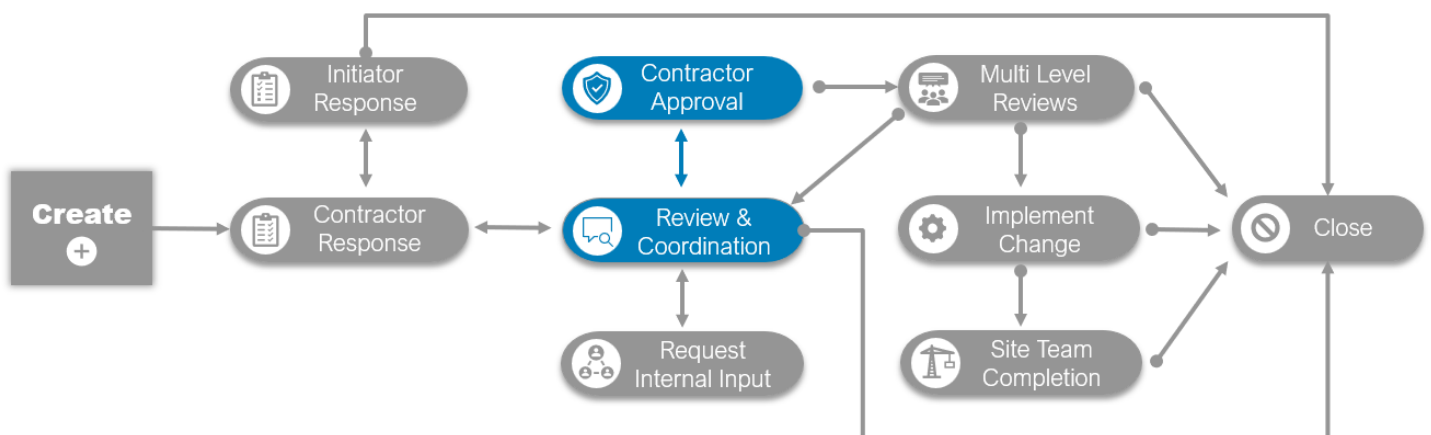 Initiator
Response
Contractor
Approval
Multi Level
Reviews
Create
Contractor
Response
Review &
Coordination
Implement
Change
Close
Request
Internal Input
Site Team
Completion